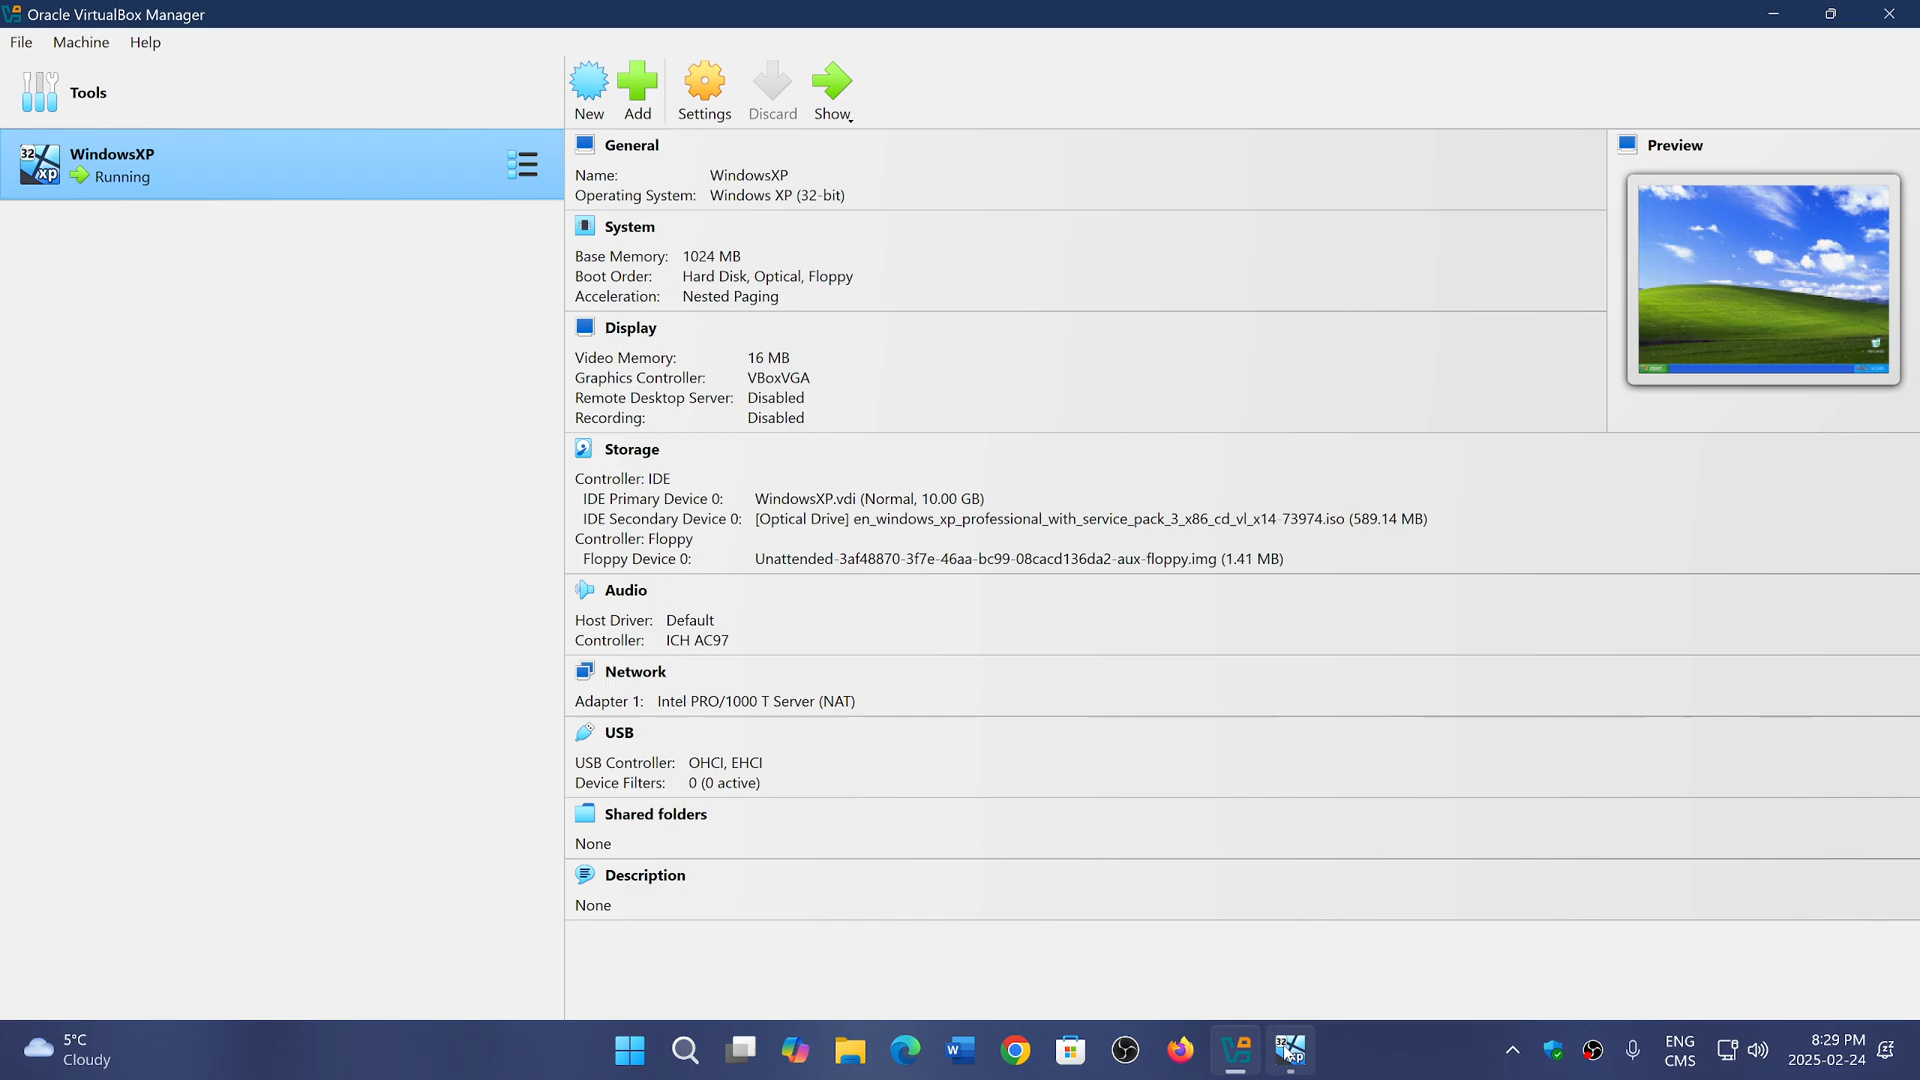 Oracle VirtualBox Manager
File Machine Help
Tools
New Add Settings Discard Show
32 xp WindowsXP
Running
General
Name: WindowsXP
Operating System: Windows XP (32-bit)
System
Base Memory: 1024 MB
Boot Order: Hard Disk, Optical, Floppy
Acceleration: Nested Paging
Display
Video Memory: 16 MB
Graphics Controller: VBoxVGA
Remote Desktop Server: Disabled
Recording: Disabled
Preview
Storage
Controller: IDE
IDE Primary Device 0: WindowsXP.vdi (Normal, 10.00 GB)
IDE Secondary Device 0: [Optical Drive] en_windows_xp_professional_with_service_pack_3_x86_cd_vl_x14-73974.iso (589.14 MB)
Controller: Floppy
Floppy Device 0: Unattended-3af48870-3f7e-46aa-bc99-08cacd136da2-aux-floppy.img (1.41 MB)
Audio
Host Driver: Default
Controller: ICH AC97
Network
Adapter 1: Intel PRO/1000 T Server (NAT)
USB
USB Controller: OHCI, EHCI
Device Filters: 0 (0 active)
Shared folders
None
Description
None
5°C
Cloudy
ENG
CMS
8:29 PM
2025-02-24